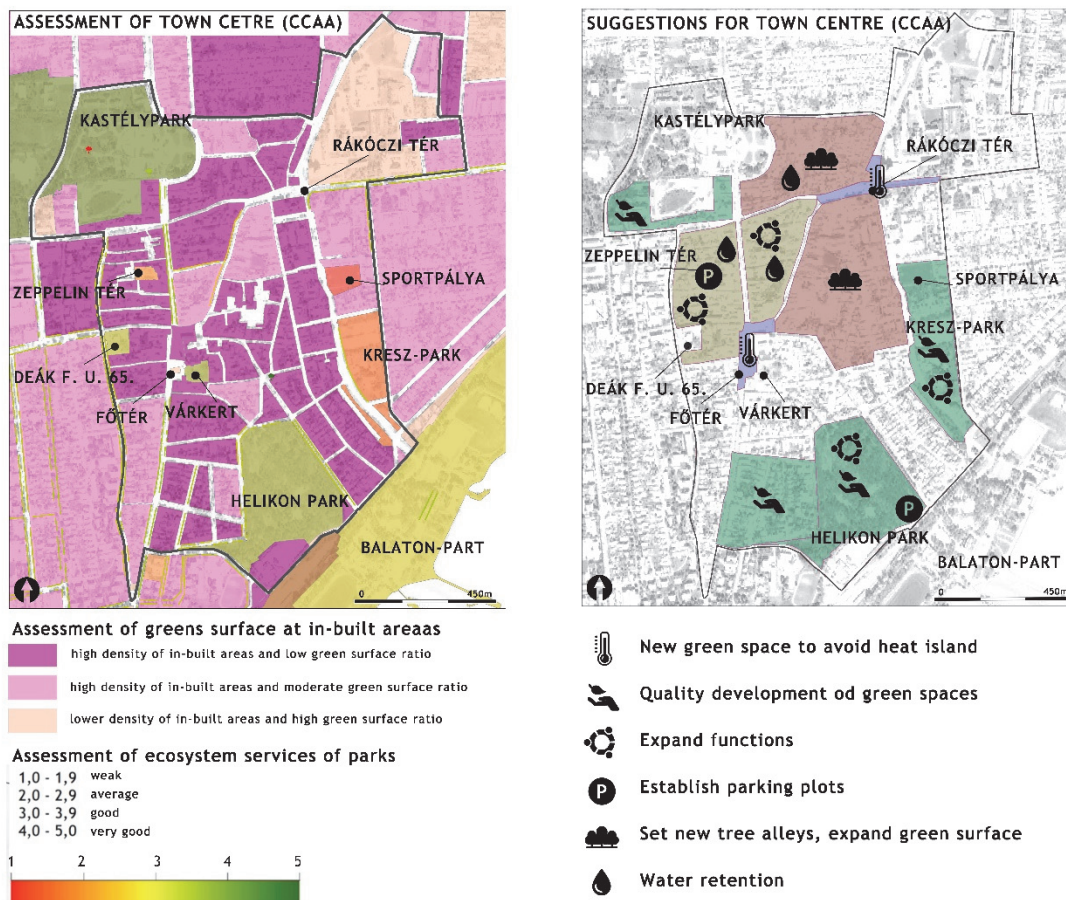 ASSESSMENT OF TOWN CETRE (CCAA)
KASTÉLYPARK
RÁKÓCZI TÉR
ZEPPELIN TÉR
SPORTPÁLYA
KRESZ-PARK
DEÁK F. U. 65.
FŐTÉR
VÁRKERT
HELIKON PARK
BALATON-PART
0 450m
Assessment of greens surface at in-built areaas
high density of in-built areas and low green surface ratio
high density of in-built areas and moderate green surface ratio
lower density of in-built areas and high green surface ratio
Assessment of ecosystem services of parks
1,0 - 1,9 weak
2,0 - 2,9 average
3,0 - 3,9 good
4,0 - 5,0 very good
1 2 3 4 5
SUGGESTIONS FOR TOWN CENTRE (CCAA)
KASTÉLYPARK
RÁKÓCZI TÉR
ZEPPELIN TÉR
P
SPORTPÁLYA
KRESZ-PARK
DEÁK F. U. 65.
FŐTÉR
VÁRKERT
P
HELIKON PARK
BALATON-PART
0 450m
New green space to avoid heat island
Quality development od green spaces
Expand functions
P Establish parking plots
Set new tree alleys, expand green surface
Water retention